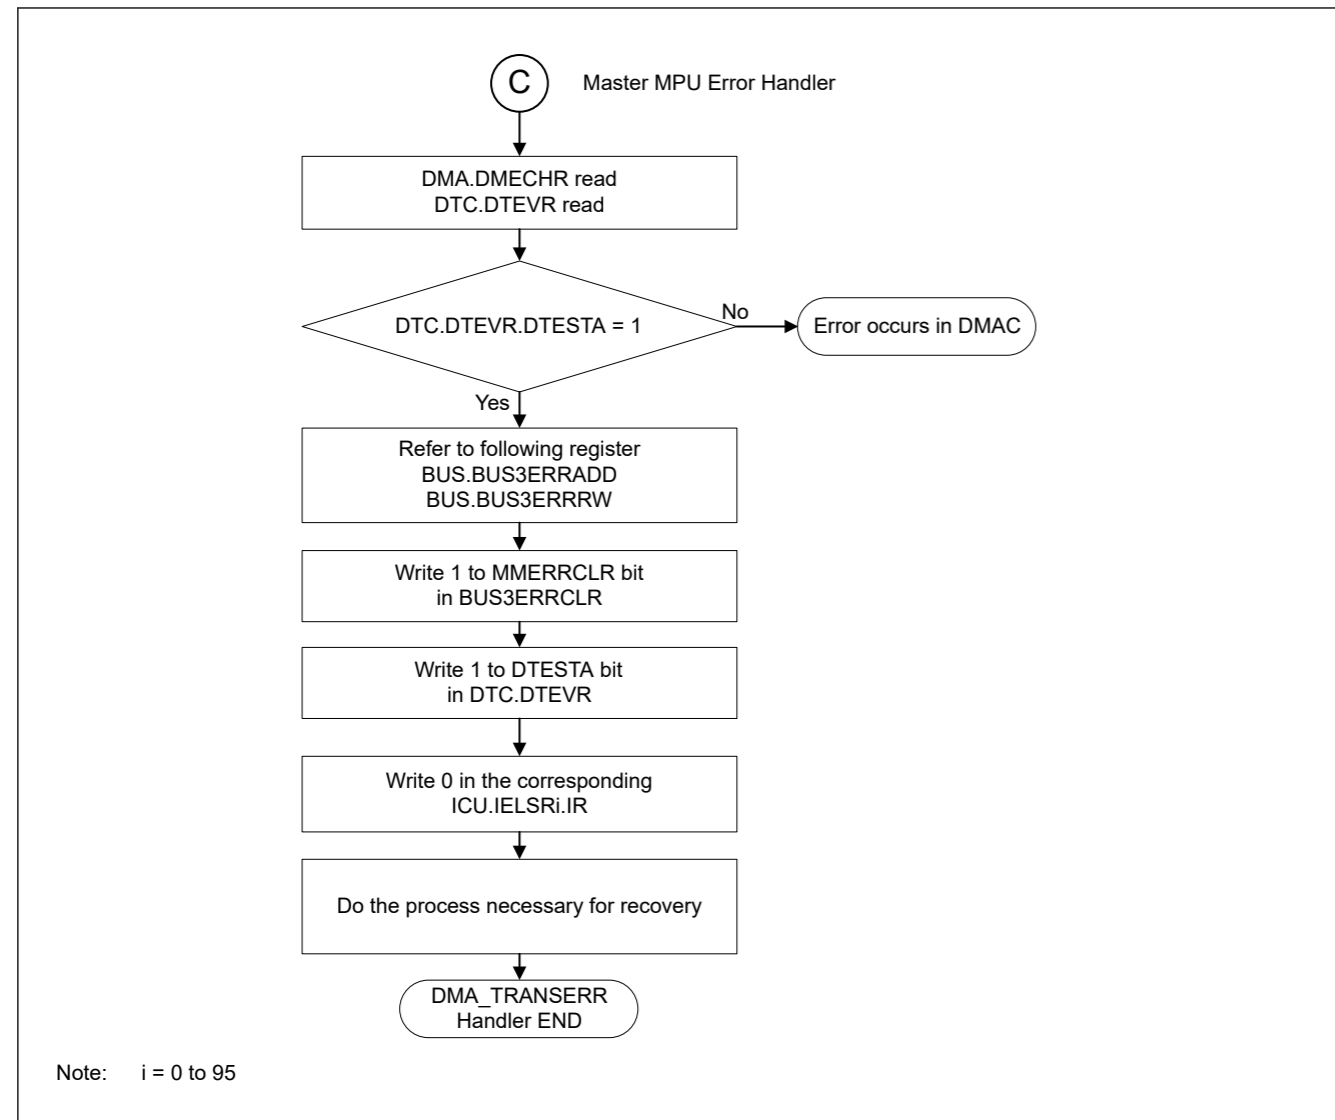 C
Master MPU Error Handler
DMA.DMECHR read
DTC.DTEVR read
DTC.DTEVR.DTESTA = 1
No
Error occurs in DMAC
Yes
Refer to following register
BUS.BUS3ERRADD
BUS.BUS3ERRRW
Write 1 to MMERRCLR bit
in BUS3ERRCLR
Write 1 to DTESTA bit
in DTC.DTEVR
Write 0 in the corresponding
ICU.IELSRi.IR
Do the process necessary for recovery
DMA_TRANSERR
Handler END
Note: i = 0 to 95